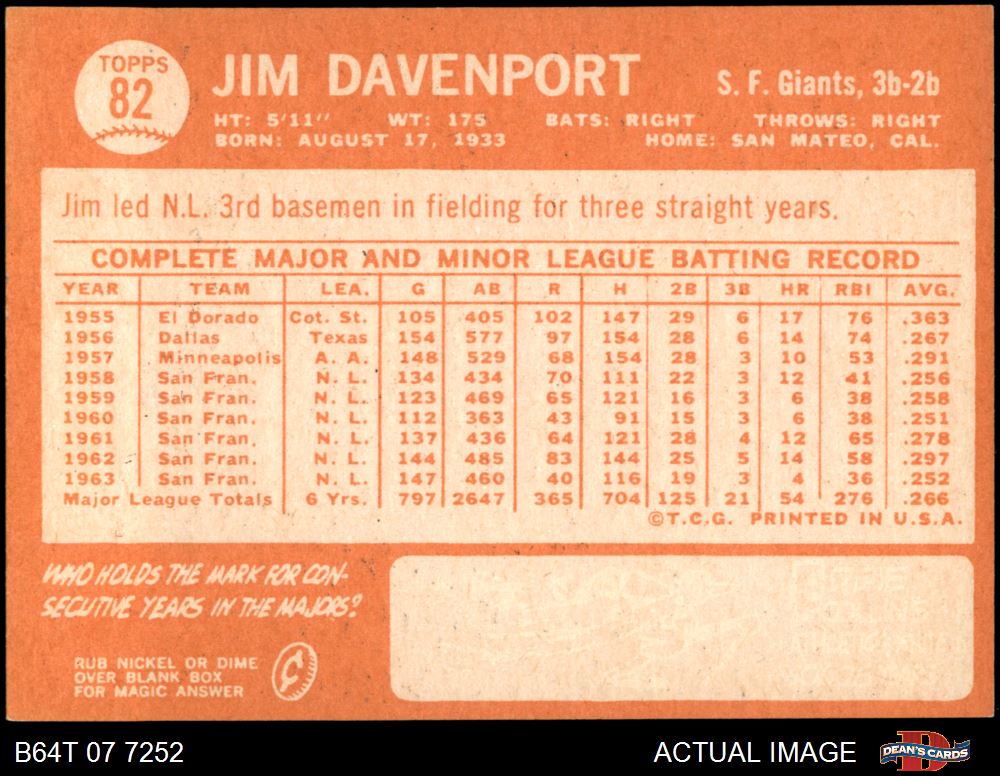 TOPPS
82
JIM DAVENPORT
S. F. Giants, 3b-2b
HT: 5'11" WT: 175 BATS: RIGHT THROWS: RIGHT
BORN: AUGUST 17, 1933 HOME: SAN MATEO, CAL.
Jim led N.L. 3rd basemen in fielding for three straight years.
COMPLETE MAJOR AND MINOR LEAGUE BATTING RECORD
YEAR TEAM LEA. G AB R H 2B 3B HR RBI AVG.
1955 El Dorado Cot. St. 105 405 102 147 29 6 17 76 .363
1956 Dallas Texas 154 577 97 154 28 6 14 74 .267
1957 Minneapolis A. A. 148 529 68 154 28 3 10 53 .291
1958 San Fran. N. L. 134 434 70 111 22 3 12 41 .256
1959 San Fran. N. L. 123 469 65 121 16 3 6 38 .258
1960 San Fran. N. L. 112 363 43 91 15 3 6 38 .251
1961 San Fran. N. L. 137 436 64 121 28 4 12 65 .278
1962 San Fran. N. L. 144 485 83 144 25 5 14 58 .297
1963 San Fran. N. L. 147 460 40 116 19 3 4 36 .252
Major League Totals 6 Yrs. 797 2647 365 704 125 21 54 276 .266
©T.C.G. PRINTED IN U.S.A.
WHO HOLDS THE MARK FOR CON-
SECUTIVE YEARS IN THE MAJORS?
RUB NICKEL OR DIME
OVER BLANK BOX
FOR MAGIC ANSWER
B64T 07 7252
ACTUAL IMAGE
DEAN'S CARDS